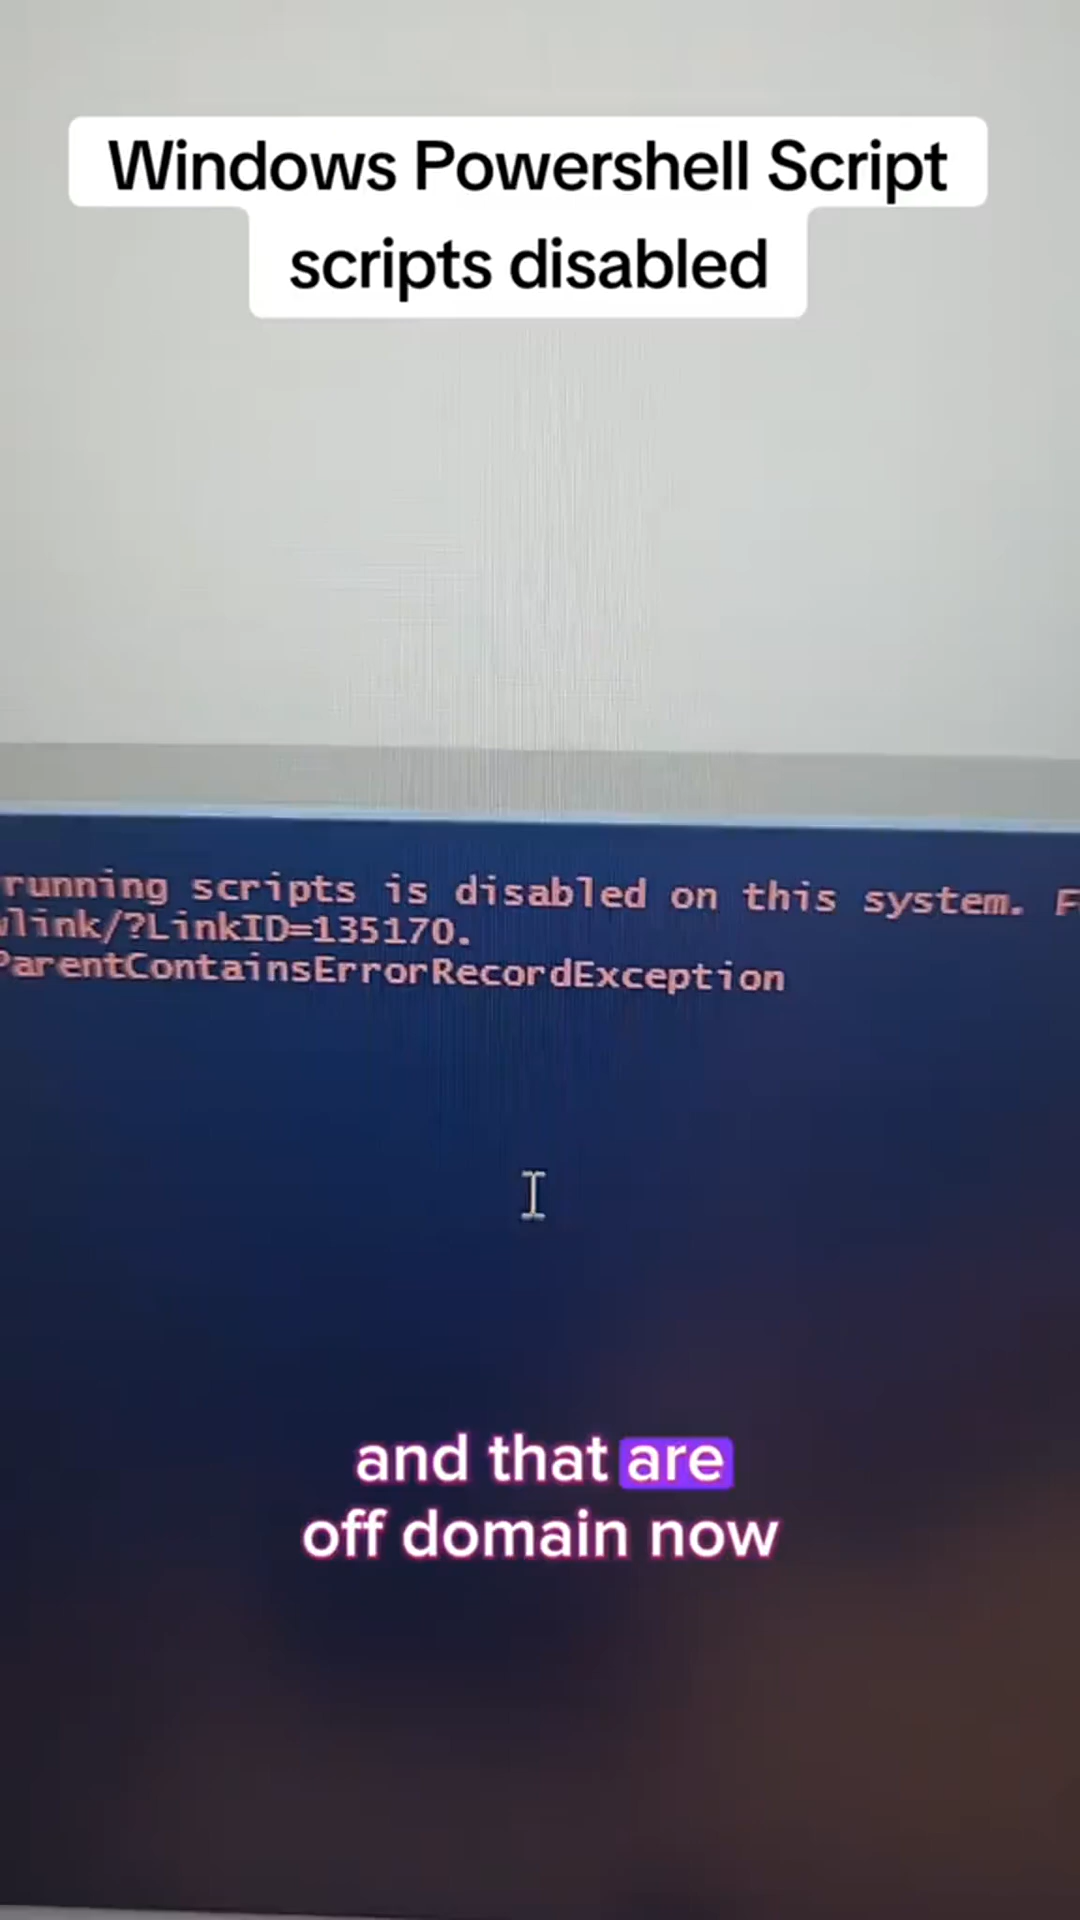 Windows Powershell Script
scripts disabled
running scripts is disabled on this system. F
link/?LinkID=135170.
ParentContainsErrorRecordException
and that are
off domain now